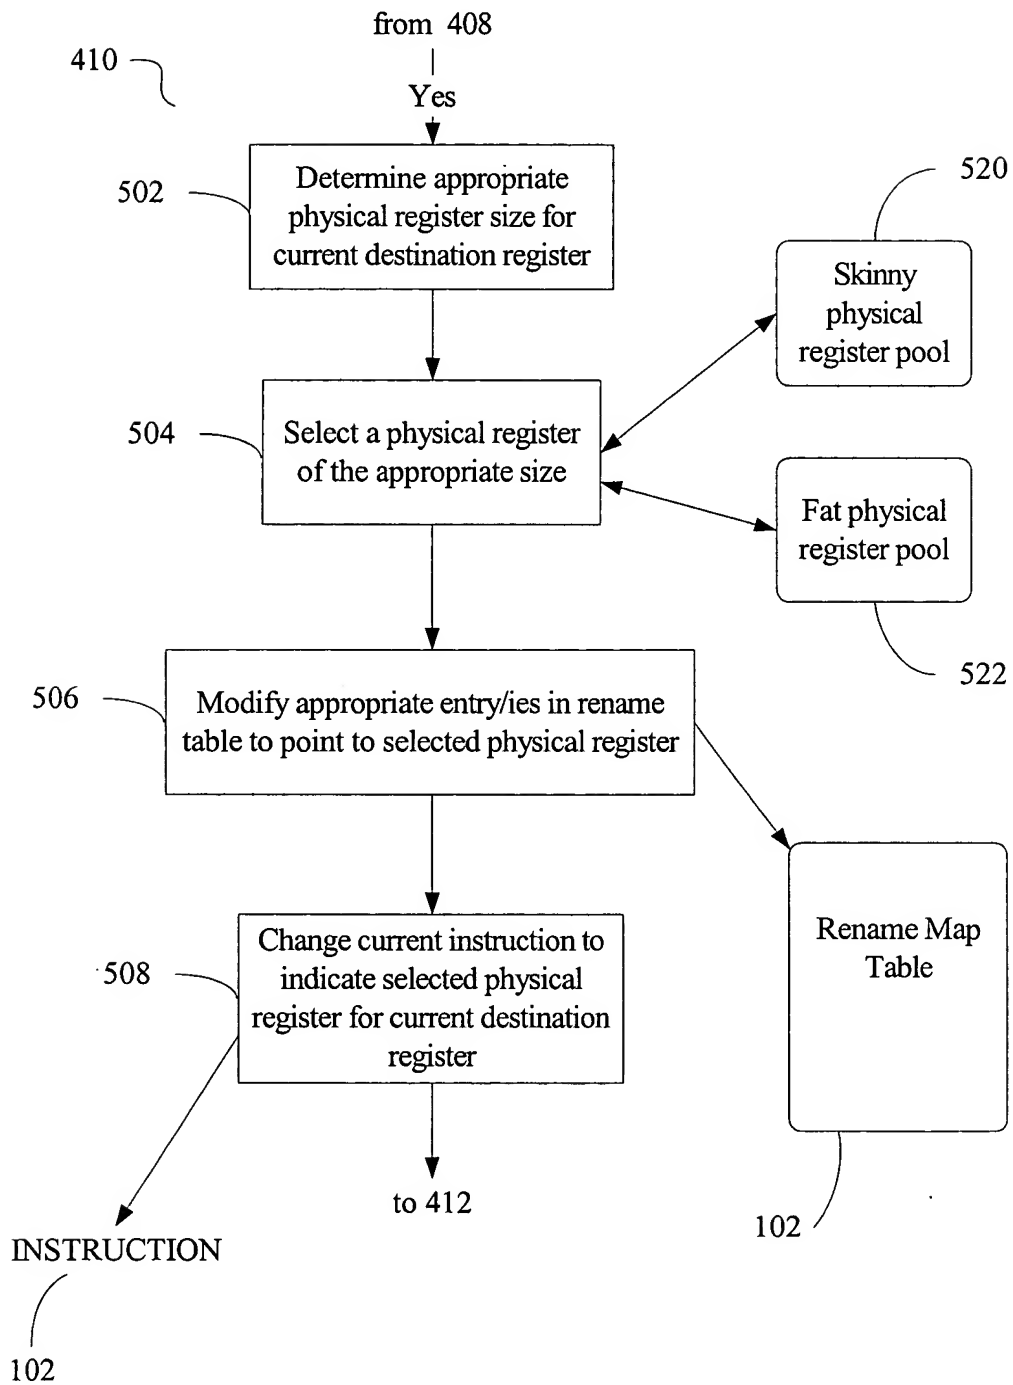 from 408
410
Yes
502
Determine appropriate
physical register size for
current destination register
520
Skinny
physical
register pool
504
Select a physical register
of the appropriate size
Fat physical
register pool
522
506
Modify appropriate entry/ies in rename
table to point to selected physical register
508
Change current instruction to
indicate selected physical
register for current destination
register
Rename Map
Table
to 412
102
INSTRUCTION
102